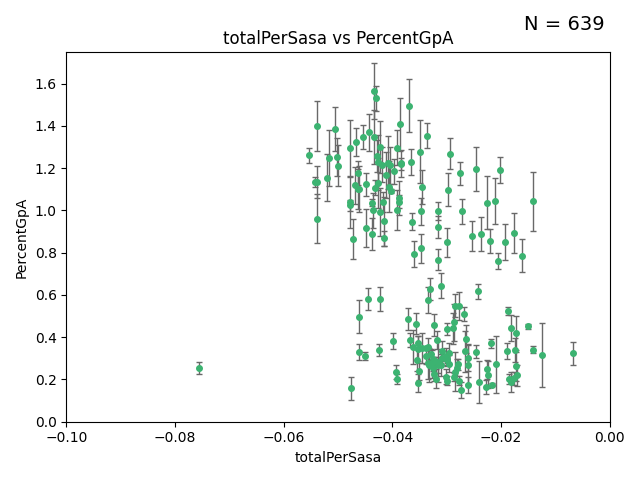 N = 639
totalPerSasa vs PercentGpA
PercentGpA
1.6
1.4
1.2
1.0
0.8
0.6
0.4
0.2
0.0
−0.10 −0.08 −0.06 −0.04 −0.02 0.00
totalPerSasa